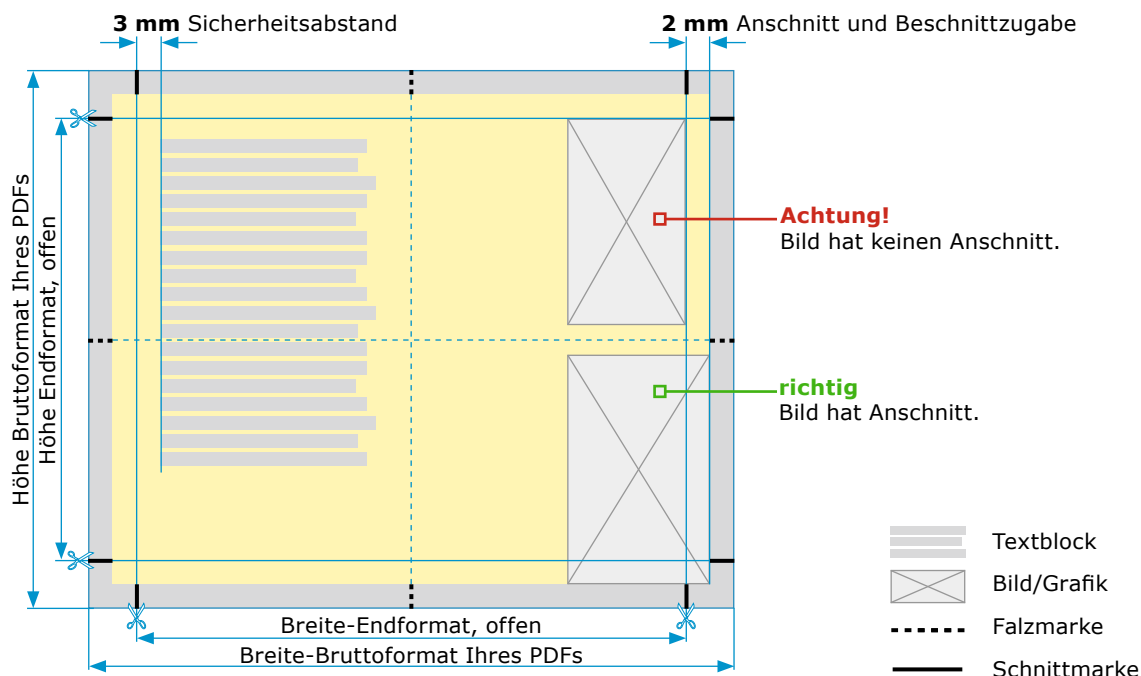 3 mm Sicherheitsabstand
2 mm Anschnitt und Beschnittzugabe
Höhe Bruttoformat Ihres PDFs
Höhe Endformat, offen
Achtung!
Bild hat keinen Anschnitt.
richtig
Bild hat Anschnitt.
Textblock
Bild/Grafik
Falzmarke
Schnittmarke
Breite-Endformat, offen
Breite-Bruttoformat Ihres PDFs